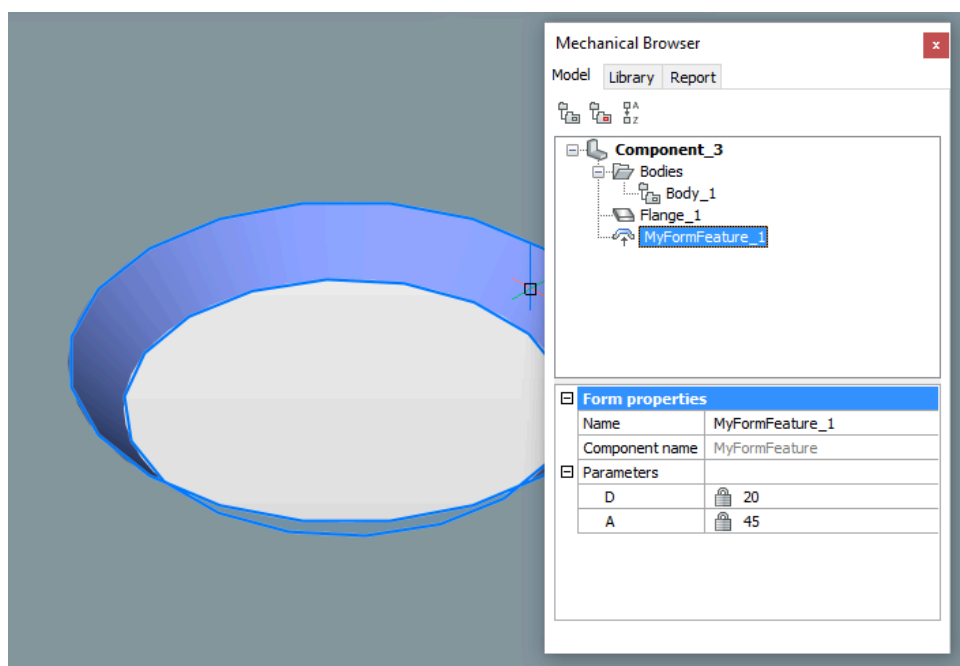 Mechanical Browser
x
Model Library Report
A
Z
Component_3
Bodies
Body_1
Flange_1
MyFormFeature_1
Form properties
Name MyFormFeature_1
Component name MyFormFeature
Parameters
D 20
A 45